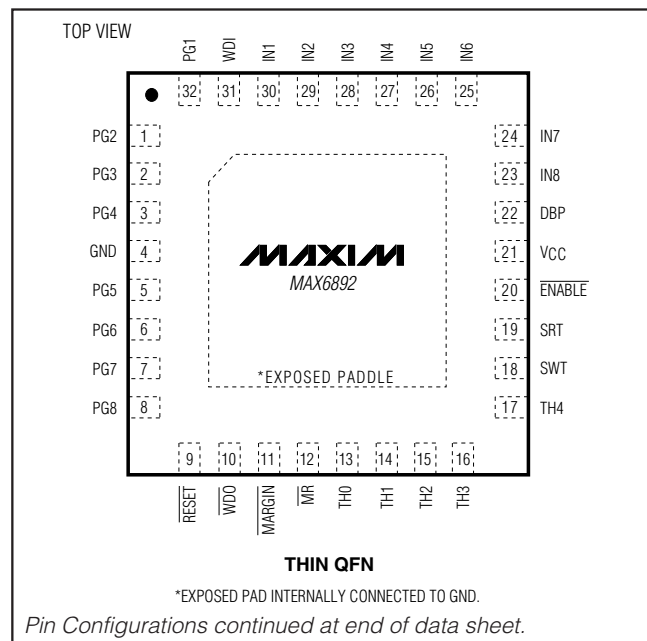 TOP VIEW
PG1 WDI IN1 IN2 IN3 IN4 IN5 IN6
32 31 30 29 28 27 26 25
PG2 1 24 IN7
PG3 2 23 IN8
PG4 3 22 DBP
GND 4 21 VCC
MAXIM
MAX6892
PG5 5 20 ENABLE
PG6 6 19 SRT
PG7 7 18 SWT
*EXPOSED PADDLE
PG8 8 17 TH4
9 10 11 12 13 14 15 16
RESET WDO MARGIN MR TH0 TH1 TH2 TH3
THIN QFN
*EXPOSED PAD INTERNALLY CONNECTED TO GND.
Pin Configurations continued at end of data sheet.